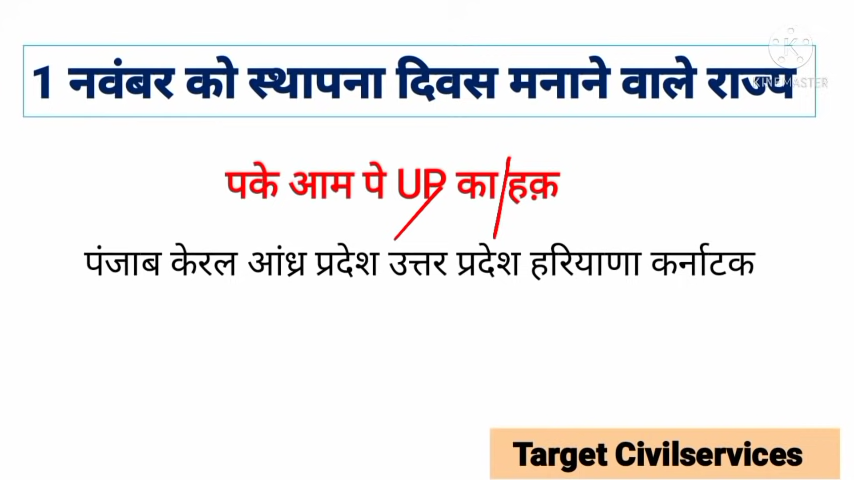 1 नवंबर को स्थापना दिवस मनाने वाले राज्य
KINEMASTER
पके आम पे UP का हक़
पंजाब केरल आंध्र प्रदेश उत्तर प्रदेश हरियाणा कर्नाटक
Target Civilservices